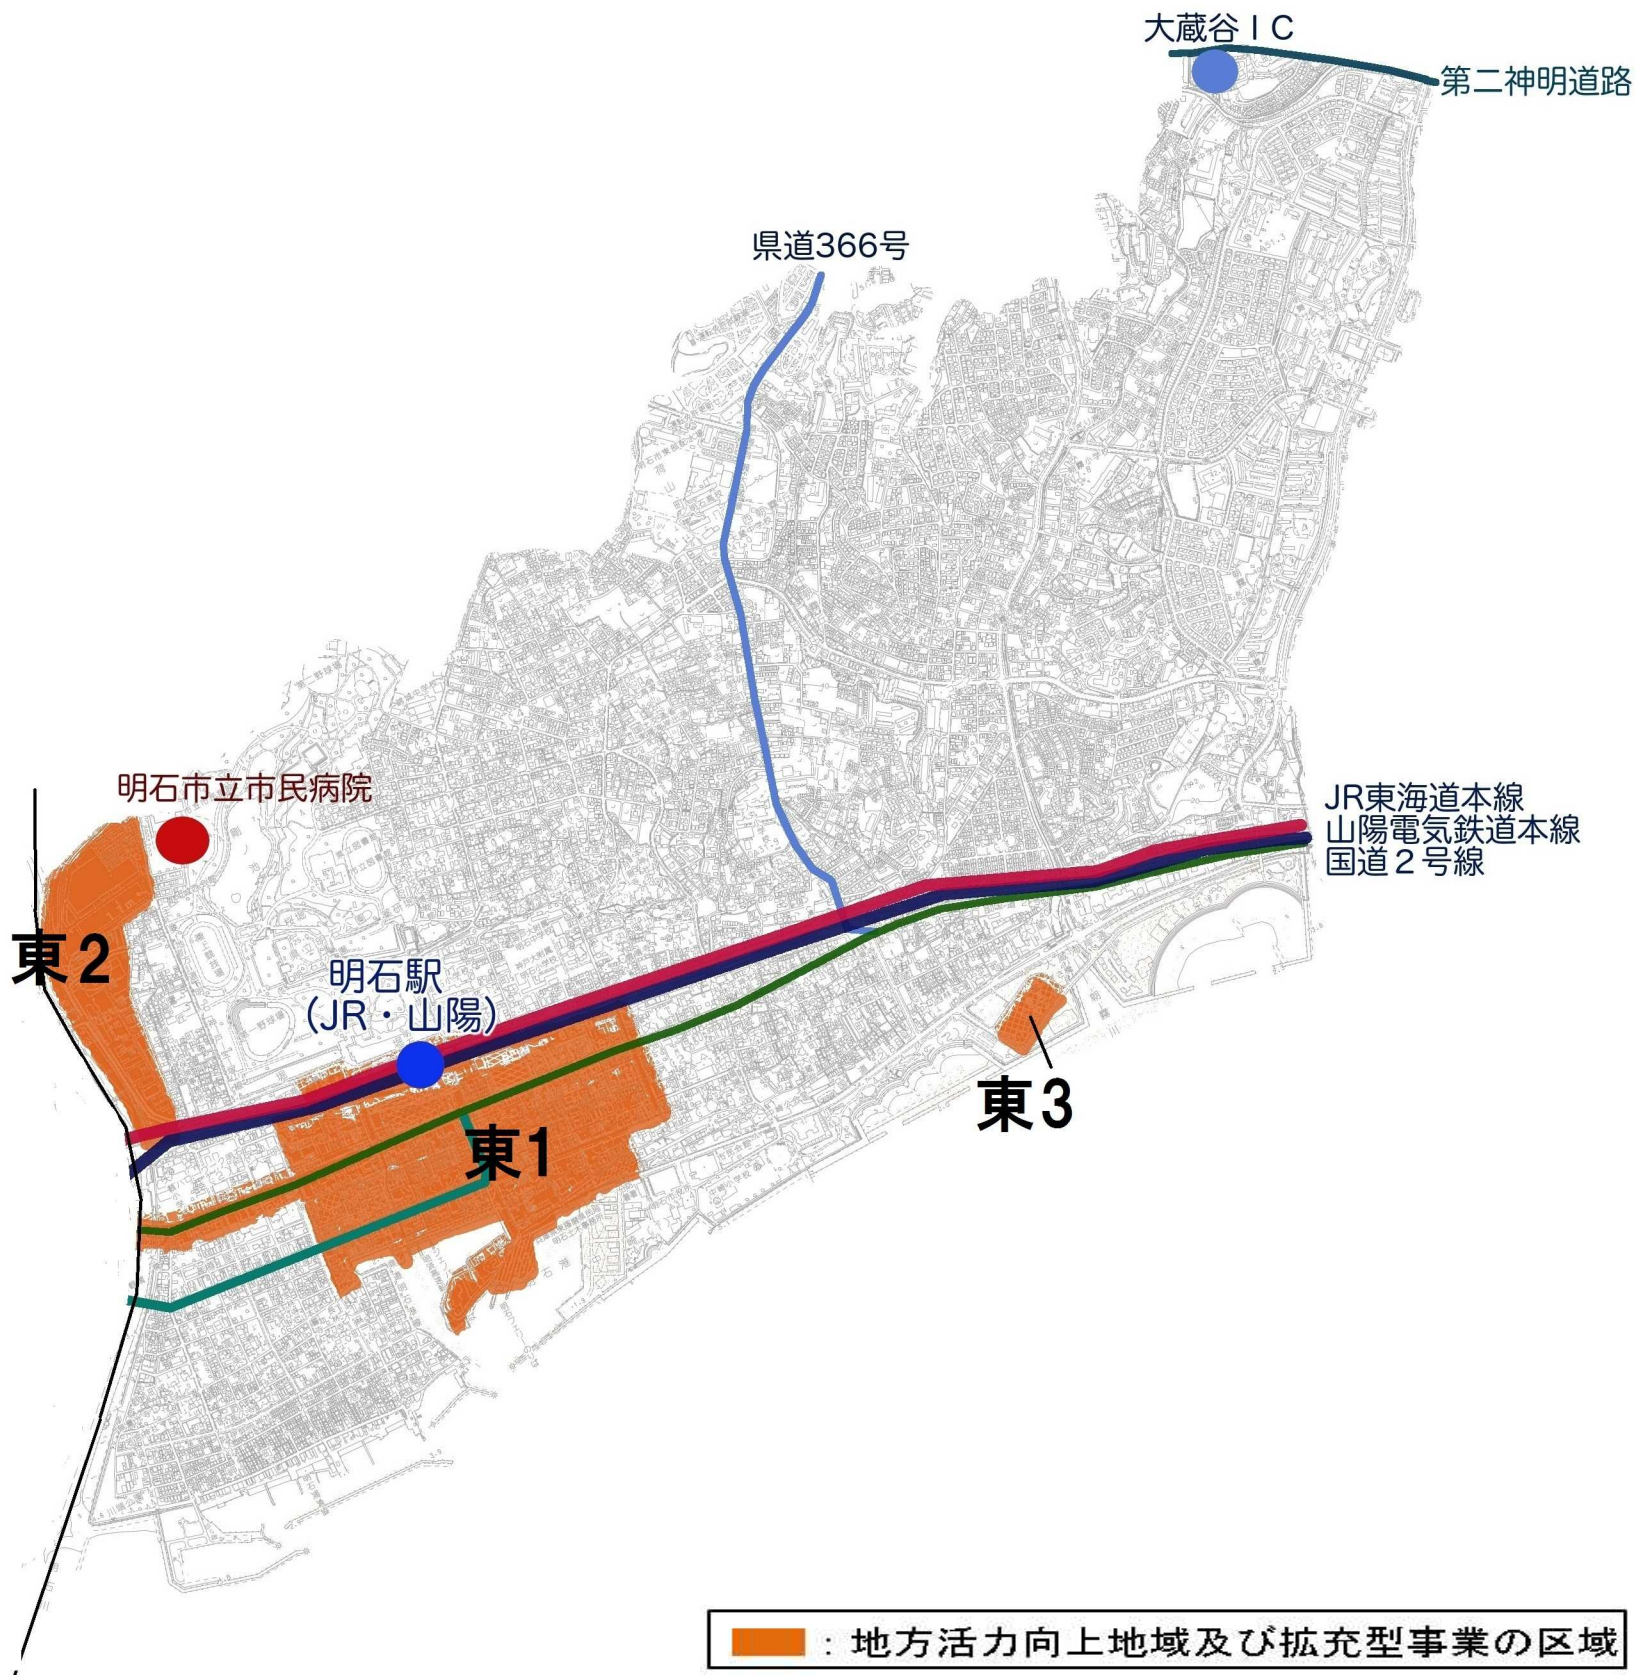 大蔵谷ＩＣ
第二神明道路
県道366号
明石市立市民病院
JR東海道本線
山陽電気鉄道本線
国道２号線
東2
明石駅
（JR・山陽）
東3
東1
：地方活力向上地域及び拡充型事業の区域